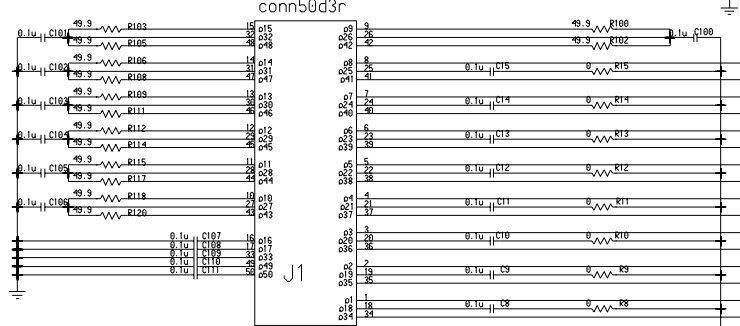 conn50d3r
49.9 R103 15 p15 p9 9 49.9 R100
0.1u C101 32 p32 p26 26 0.1u C100
49.9 R105 48 p48 p42 42 49.9 R102
49.9 R106 14 p14 p8 8
0.1u C102 31 p31 p25 25 0.1u C15 0 R15
49.9 R108 47 p47 p41 41
49.9 R109 13 p13 p7 7
0.1u C103 30 p30 p24 24 0.1u C14 0 R14
49.9 R111 46 p46 p40 40
49.9 R112 12 p12 p6 6
0.1u C104 29 p29 p23 23 0.1u C13 0 R13
49.9 R114 45 p45 p39 39
49.9 R115 11 p11 p5 5
0.1u C105 28 p28 p22 22 0.1u C12 0 R12
49.9 R117 44 p44 p38 38
49.9 R118 10 p10 p4 4
0.1u C106 27 p27 p21 21 0.1u C11 0 R11
49.9 R120 43 p43 p37 37
p3 3
0.1u C107 16 p16 p20 20 0.1u C10 0 R10
0.1u C108 17 p17 p36 36
0.1u C109 33 p33
0.1u C110 49 p49 p2 2
0.1u C111 50 p50 p19 19 0.1u C9 0 R9
p35 35
J1
p1 1
p18 18 0.1u C8 0 R8
p34 34